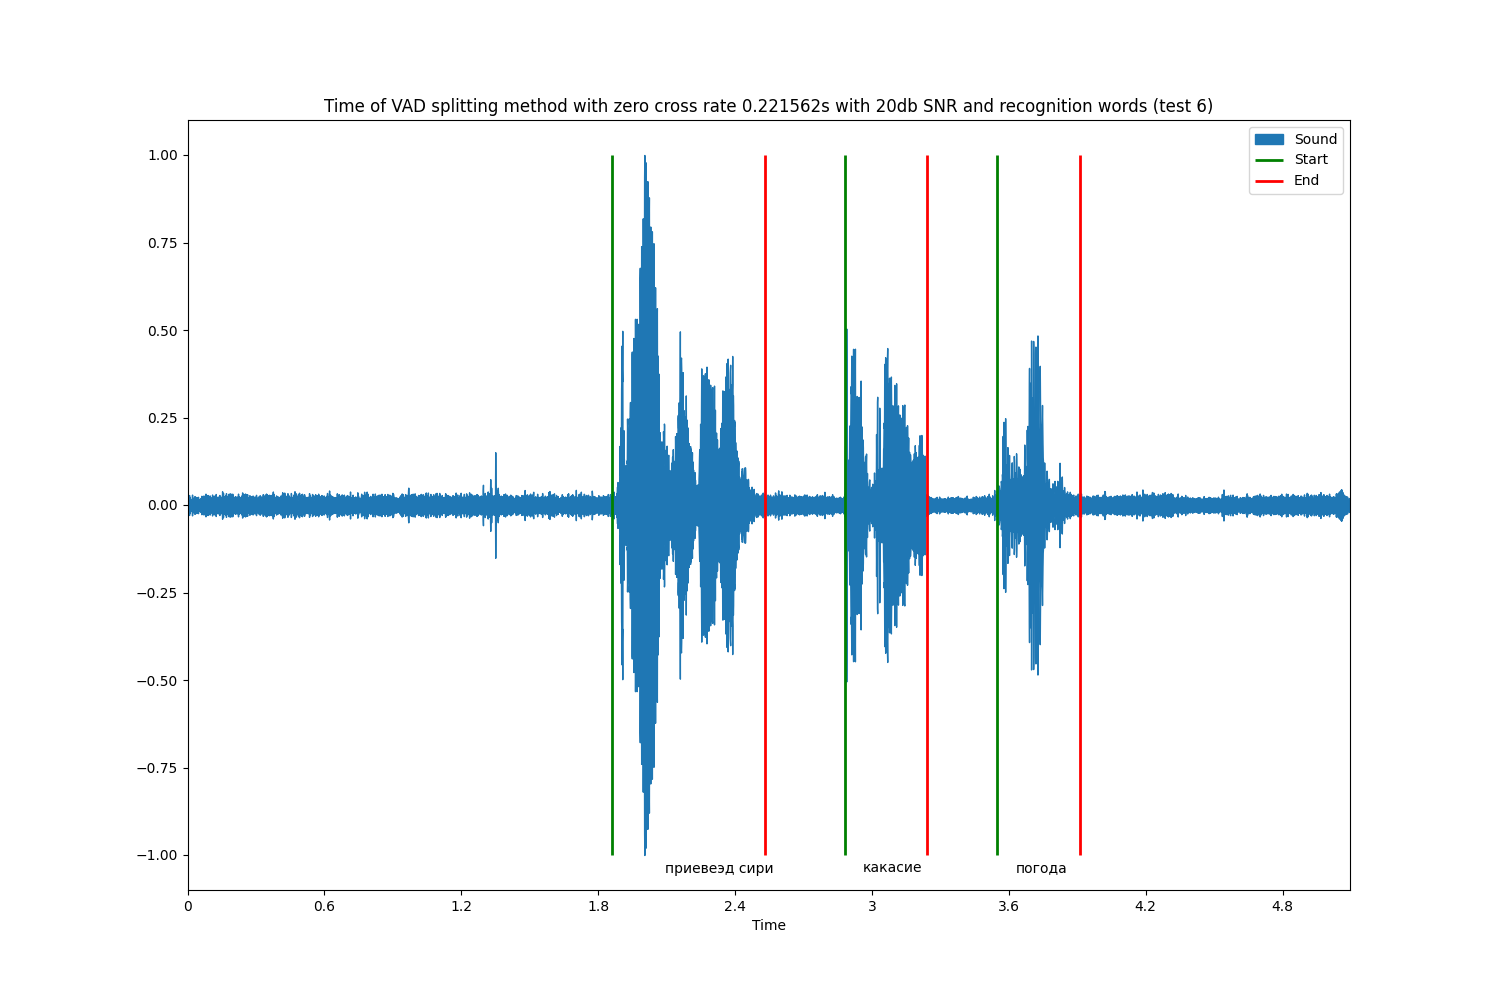 Time of VAD splitting method with zero cross rate 0.221562s with 20db SNR and recognition words (test 6)
Sound
Start
End
1.00
0.75
0.50
0.25
0.00
−0.25
−0.50
−0.75
−1.00
приевеэд сири какасие погода
0 0.6 1.2 1.8 2.4 3 3.6 4.2 4.8
Time